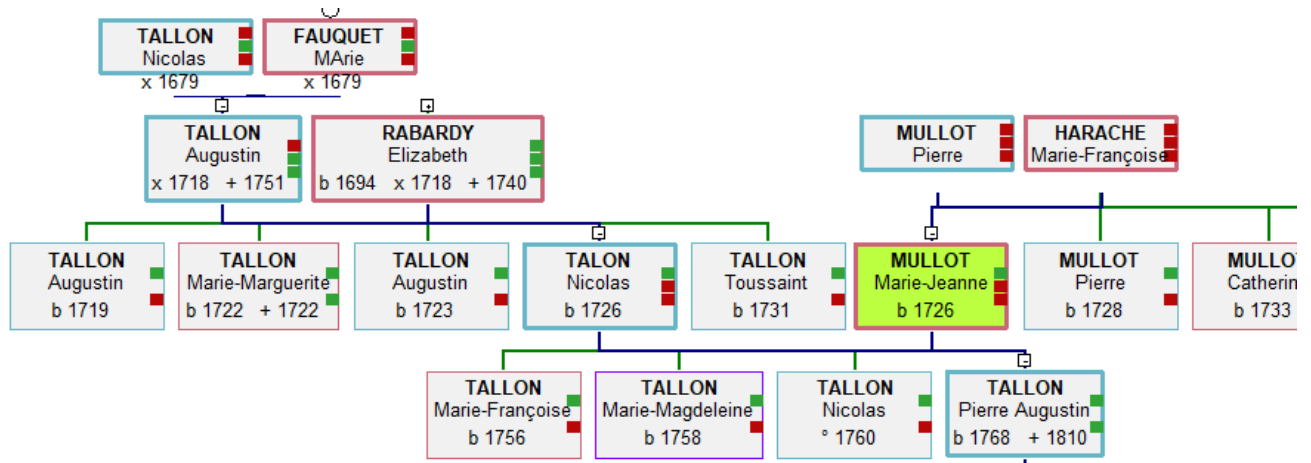 TALLON
Nicolas
x 1679
FAUQUET
MArie
x 1679
TALLON
Augustin
x 1718 + 1751
RABARDY
Elizabeth
b 1694 x 1718 + 1740
MULLOT
Pierre
HARACHE
Marie-Françoise
TALLON
Augustin
b 1719
TALLON
Marie-Marguerite
b 1722 + 1722
TALLON
Augustin
b 1723
TALON
Nicolas
b 1726
TALLON
Toussaint
b 1731
MULLOT
Marie-Jeanne
b 1726
MULLOT
Pierre
b 1728
MULLOT
Catherin
b 1733
TALLON
Marie-Françoise
b 1756
TALLON
Marie-Magdeleine
b 1758
TALLON
Nicolas
° 1760
TALLON
Pierre Augustin
b 1768 + 1810